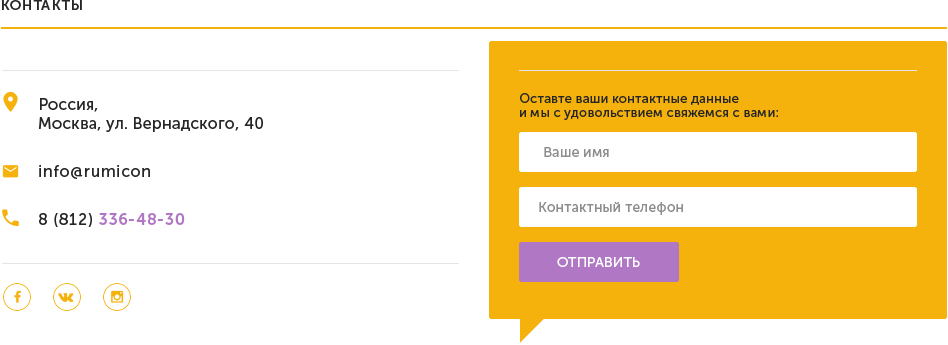 КОНТАКТЫ
Россия,
Москва, ул. Вернадского, 40
info@rumicon
8 (812) 336-48-30
Оставте ваши контактные данные
и мы с удовольствием свяжемся с вами:
Ваше имя
Контактный телефон
ОТПРАВИТЬ